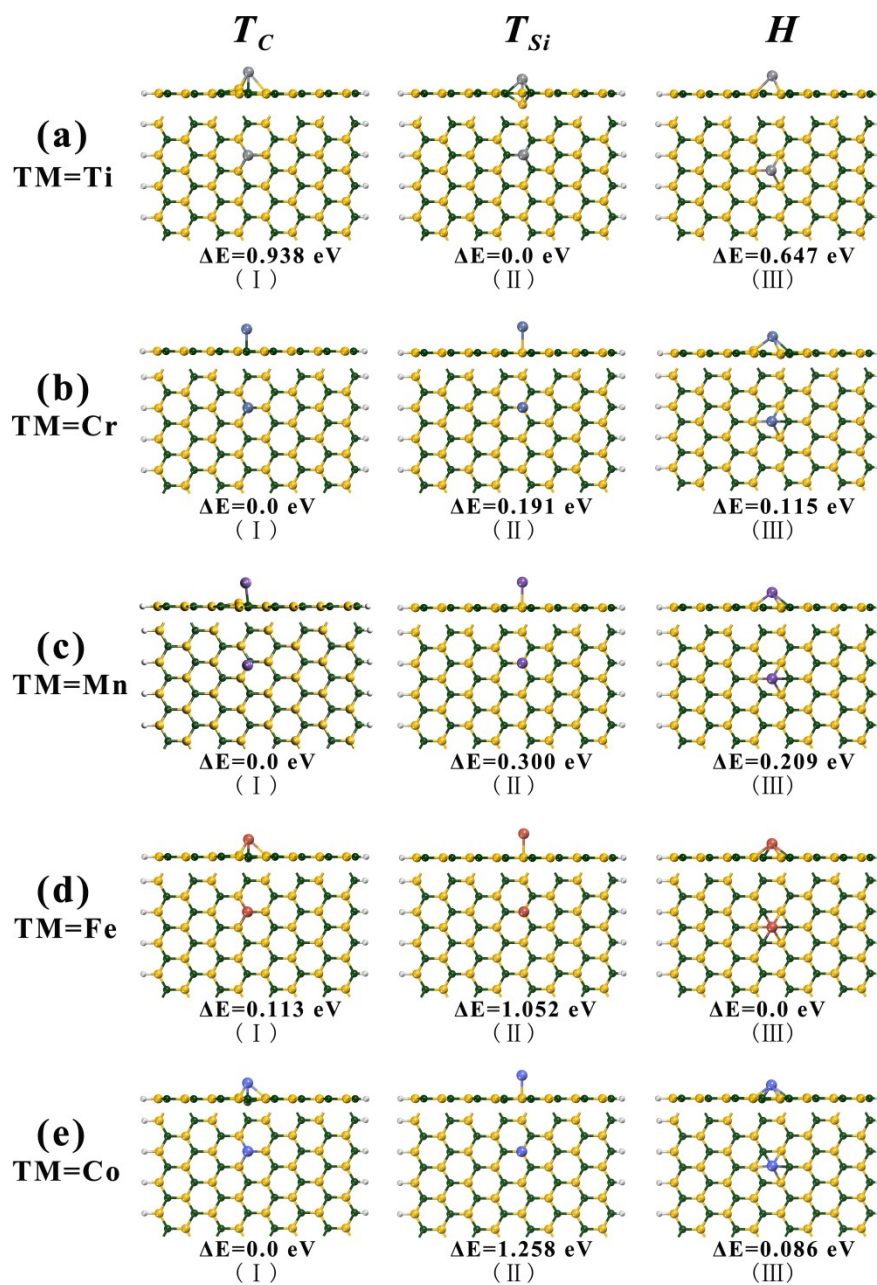 T_C T_Si H
(a)
TM=Ti
ΔE=0.938 eV ΔE=0.0 eV ΔE=0.647 eV
(Ⅰ) (Ⅱ) (Ⅲ)
(b)
TM=Cr
ΔE=0.0 eV ΔE=0.191 eV ΔE=0.115 eV
(Ⅰ) (Ⅱ) (Ⅲ)
(c)
TM=Mn
ΔE=0.0 eV ΔE=0.300 eV ΔE=0.209 eV
(Ⅰ) (Ⅱ) (Ⅲ)
(d)
TM=Fe
ΔE=0.113 eV ΔE=1.052 eV ΔE=0.0 eV
(Ⅰ) (Ⅱ) (Ⅲ)
(e)
TM=Co
ΔE=0.0 eV ΔE=1.258 eV ΔE=0.086 eV
(Ⅰ) (Ⅱ) (Ⅲ)